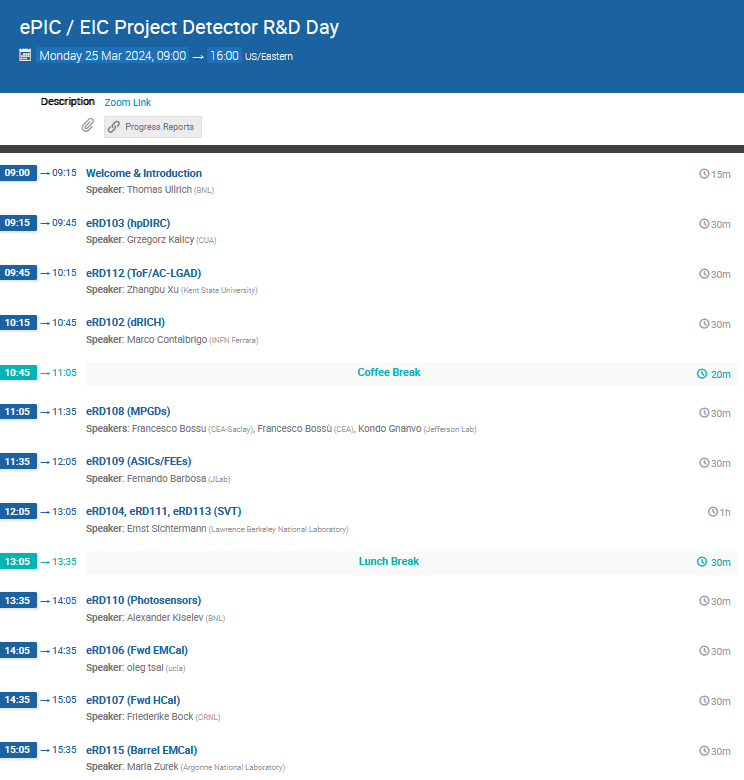 ePIC / EIC Project Detector R&D Day
Monday 25 Mar 2024, 09:00 → 16:00 US/Eastern
Description Zoom Link
Progress Reports
09:00 → 09:15 Welcome & Introduction 15m
Speaker: Thomas Ullrich (BNL)
09:15 → 09:45 eRD103 (hpDIRC) 30m
Speaker: Grzegorz Kalicy (CUA)
09:45 → 10:15 eRD112 (ToF/AC-LGAD) 30m
Speaker: Zhangbu Xu (Kent State University)
10:15 → 10:45 eRD102 (dRICH) 30m
Speaker: Marco Contalbrigo (INFN Ferrara)
10:45 → 11:05 Coffee Break 20m
11:05 → 11:35 eRD108 (MPGDs) 30m
Speakers: Francesco Bossu (CEA-Saclay), Francesco Bossù (CEA), Kondo Gnanvo (Jefferson Lab)
11:35 → 12:05 eRD109 (ASICs/FEEs) 30m
Speaker: Fernando Barbosa (JLab)
12:05 → 13:05 eRD104, eRD111, eRD113 (SVT) 1h
Speaker: Ernst Sichtermann (Lawrence Berkeley National Laboratory)
13:05 → 13:35 Lunch Break 30m
13:35 → 14:05 eRD110 (Photosensors) 30m
Speaker: Alexander Kiselev (BNL)
14:05 → 14:35 eRD106 (Fwd EMCal) 30m
Speaker: oleg tsai (ucla)
14:35 → 15:05 eRD107 (Fwd HCal) 30m
Speaker: Friederike Bock (ORNL)
15:05 → 15:35 eRD115 (Barrel EMCal) 30m
Speaker: Maria Zurek (Argonne National Laboratory)